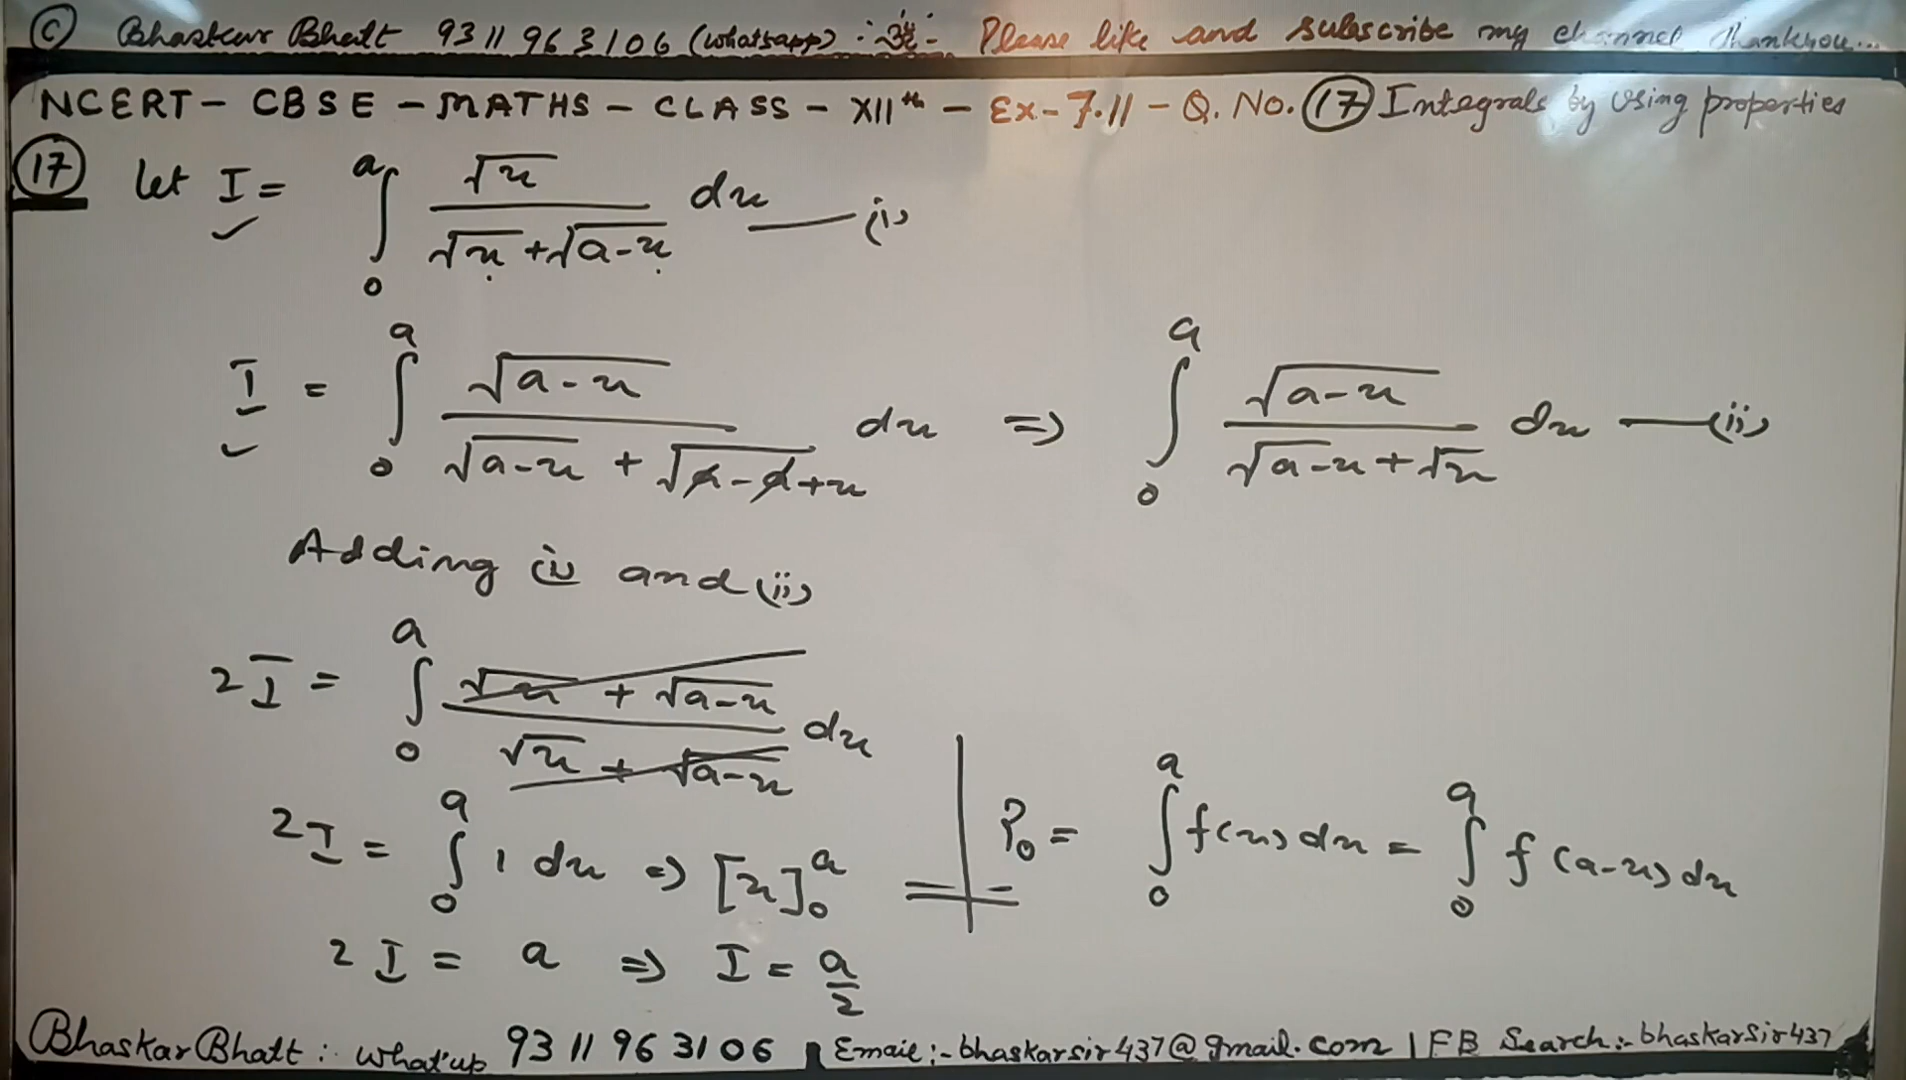 © Bhaskar Bhatt 9311963106 (whatsapp) :- Please like and subscribe my channel Thankyou...
NCERT - CBSE - MATHS - CLASS - XIIth - Ex-7.11 - Q. No. (17) Integrals by using properties
(17) let I = ∫₀ᵃ √x / (√x + √a-x) dx — (i)
I = ∫₀ᵃ √a-x / (√a-x + √a-a+x) dx => ∫₀ᵃ √a-x / (√a-x + √x) dx — (ii)
Adding (i) and (ii)
2I = ∫₀ᵃ (√x + √a-x) / (√x + √a-x) dx
2I = ∫₀ᵃ 1 dx => [x]₀ᵃ
P₀ = ∫₀ᵃ f(x) dx = ∫₀ᵃ f(a-x) dx
2I = a => I = a/2
Bhaskar Bhatt : what'up 9311963106 | Email :- bhaskarsir437@gmail.com | FB Search :- bhaskarsir437